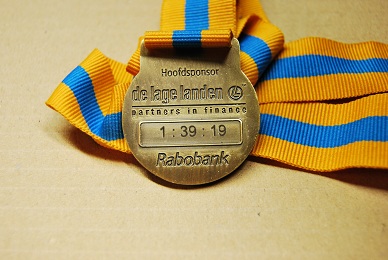 Hoofdsponsor
de lage landen
partners in finance
1:39:19
Rabobank